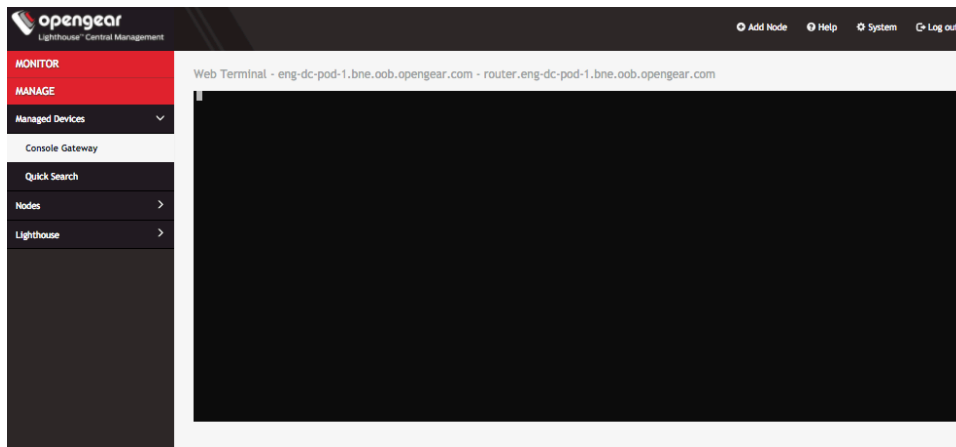 opengear
Lighthouse™ Central Management
Add Node Help System Log out
MONITOR
MANAGE
Managed Devices
Console Gateway
Quick Search
Nodes
Lighthouse
Web Terminal - eng-dc-pod-1.bne.oob.opengear.com - router.eng-dc-pod-1.bne.oob.opengear.com